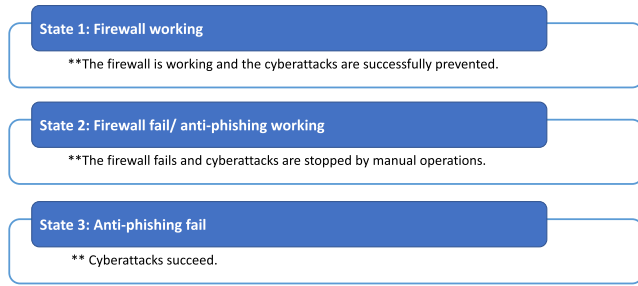 State 1: Firewall working
**The firewall is working and the cyberattacks are successfully prevented.
State 2: Firewall fail/ anti-phishing working
**The firewall fails and cyberattacks are stopped by manual operations.
State 3: Anti-phishing fail
** Cyberattacks succeed.